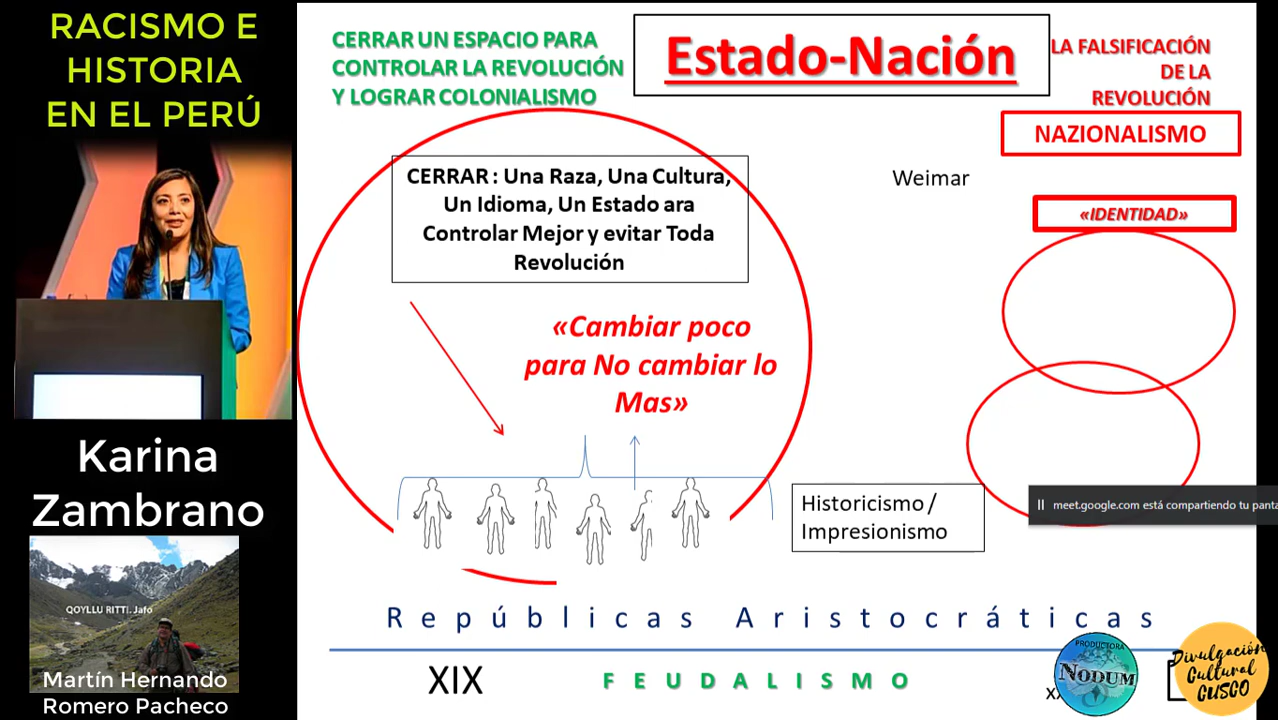 RACISMO E
HISTORIA
EN EL PERÚ
Karina
Zambrano
QOYLLU RITTI. Jafo
Martín Hernando
Romero Pacheco
CERRAR UN ESPACIO PARA
CONTROLAR LA REVOLUCIÓN
Y LOGRAR COLONIALISMO
Estado-Nación
LA FALSIFICACIÓN
DE LA
REVOLUCIÓN
NAZIONALISMO
CERRAR : Una Raza, Una Cultura,
Un Idioma, Un Estado ara
Controlar Mejor y evitar Toda
Revolución
Weimar
«IDENTIDAD»
«Cambiar poco
para No cambiar lo
Mas»
Historicismo /
Impresionismo
meet.google.com está compartiendo tu panta
Repúblicas Aristocráticas
XIX
FEUDALISMO
PRODUCTORA
NODUM
Divulgación
Cultural
CUSCO